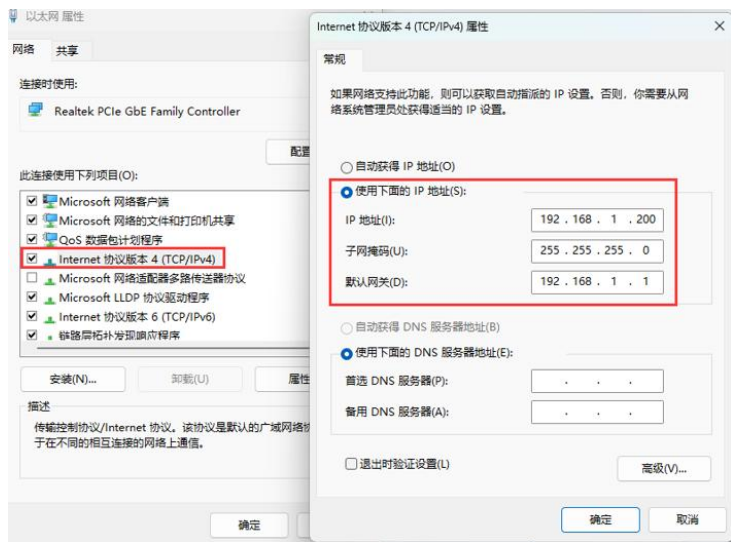 以太网 属性
网络 共享
连接时使用:
Realtek PCIe GbE Family Controller
此连接使用下列项目(O):
Microsoft 网络客户端
Microsoft 网络的文件和打印机共享
QoS 数据包计划程序
Internet 协议版本 4 (TCP/IPv4)
Microsoft 网络适配器多路传送器协议
Microsoft LLDP 协议驱动程序
Internet 协议版本 6 (TCP/IPv6)
链路层拓扑发现响应程序
安装(N)... 卸载(U) 属性
描述
传输控制协议/Internet 协议。该协议是默认的广域网络
于在不同的相互连接的网络上通信。
确定
Internet 协议版本 4 (TCP/IPv4) 属性
常规
如果网络支持此功能，则可以获取自动指派的 IP 设置。否则，你需要从网
络系统管理员处获得适当的 IP 设置。
自动获得 IP 地址(O)
使用下面的 IP 地址(S):
IP 地址(I): 192 . 168 . 1 . 200
子网掩码(U): 255 . 255 . 255 . 0
默认网关(D): 192 . 168 . 1 . 1
自动获得 DNS 服务器地址(B)
使用下面的 DNS 服务器地址(E):
首选 DNS 服务器(P): . . .
备用 DNS 服务器(A): . . .
退出时验证设置(L)
高级(V)...
确定 取消